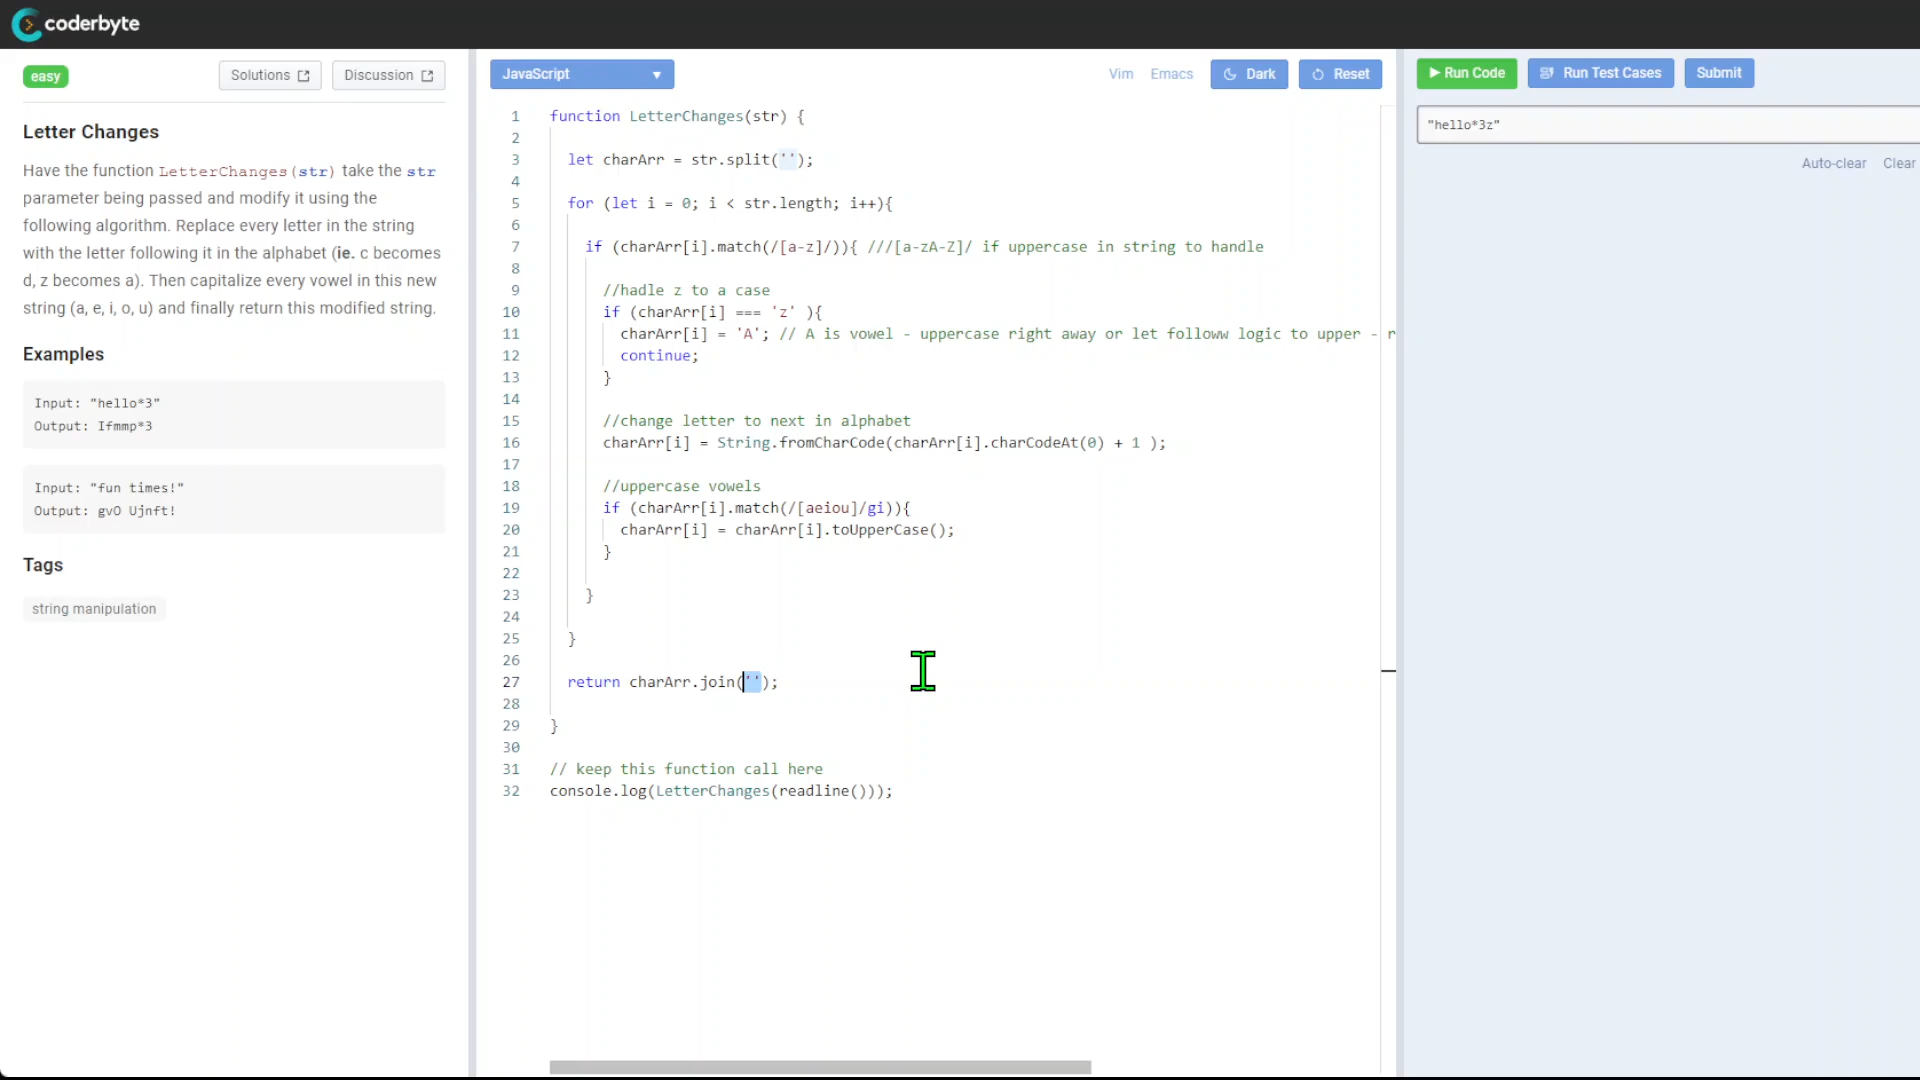 coderbyte
easy
Solutions
Discussion
Letter Changes
Have the function LetterChanges(str) take the str
parameter being passed and modify it using the
following algorithm. Replace every letter in the string
with the letter following it in the alphabet (ie. c becomes
d, z becomes a). Then capitalize every vowel in this new
string (a, e, i, o, u) and finally return this modified string.
Examples
Input: "hello*3"
Output: Ifmmp*3
Input: "fun times!"
Output: gvO Ujnft!
Tags
string manipulation
JavaScript
Vim
Emacs
Dark
Reset
1 function LetterChanges(str) {
2
3 let charArr = str.split('');
4
5 for (let i = 0; i < str.length; i++){
6
7 if (charArr[i].match(/[a-z]/)){ ///[a-zA-Z]/ if uppercase in string to handle
8
9 //hadle z to a case
10 if (charArr[i] === 'z' ){
11 charArr[i] = 'A'; // A is vowel - uppercase right away or let followw logic to upper - r
12 continue;
13 }
14
15 //change letter to next in alphabet
16 charArr[i] = String.fromCharCode(charArr[i].charCodeAt(0) + 1 );
17
18 //uppercase vowels
19 if (charArr[i].match(/[aeiou]/gi)){
20 charArr[i] = charArr[i].toUpperCase();
21 }
22
23 }
24
25 }
26
27 return charArr.join('');
28
29 }
30
31 // keep this function call here
32 console.log(LetterChanges(readline()));
Run Code
Run Test Cases
Submit
"hello*3z"
Auto-clear
Clear